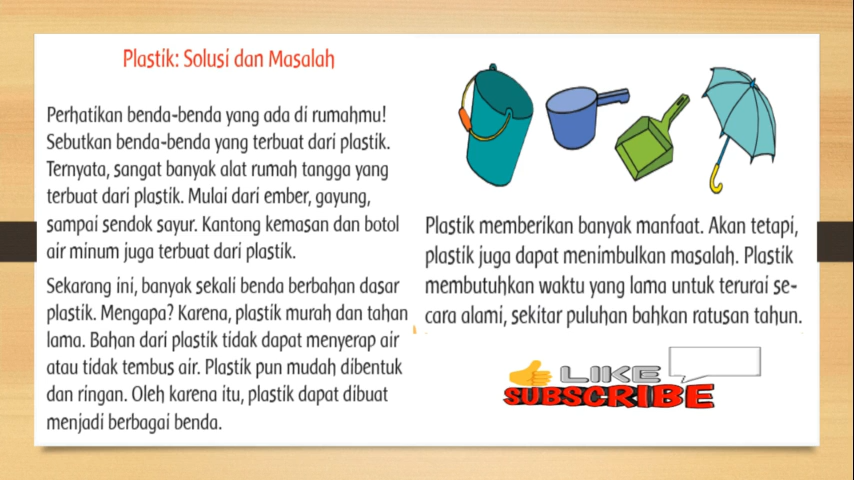 Plastik: Solusi dan Masalah
Perhatikan benda-benda yang ada di rumahmu!
Sebutkan benda-benda yang terbuat dari plastik.
Ternyata, sangat banyak alat rumah tangga yang
terbuat dari plastik. Mulai dari ember, gayung,
sampai sendok sayur. Kantong kemasan dan botol
air minum juga terbuat dari plastik.
Sekarang ini, banyak sekali benda berbahan dasar
plastik. Mengapa? Karena, plastik murah dan tahan
lama. Bahan dari plastik tidak dapat menyerap air
atau tidak tembus air. Plastik pun mudah dibentuk
dan ringan. Oleh karena itu, plastik dapat dibuat
menjadi berbagai benda.
Plastik memberikan banyak manfaat. Akan tetapi,
plastik juga dapat menimbulkan masalah. Plastik
membutuhkan waktu yang lama untuk terurai se-
cara alami, sekitar puluhan bahkan ratusan tahun.
LIKE
SUBSCRIBE